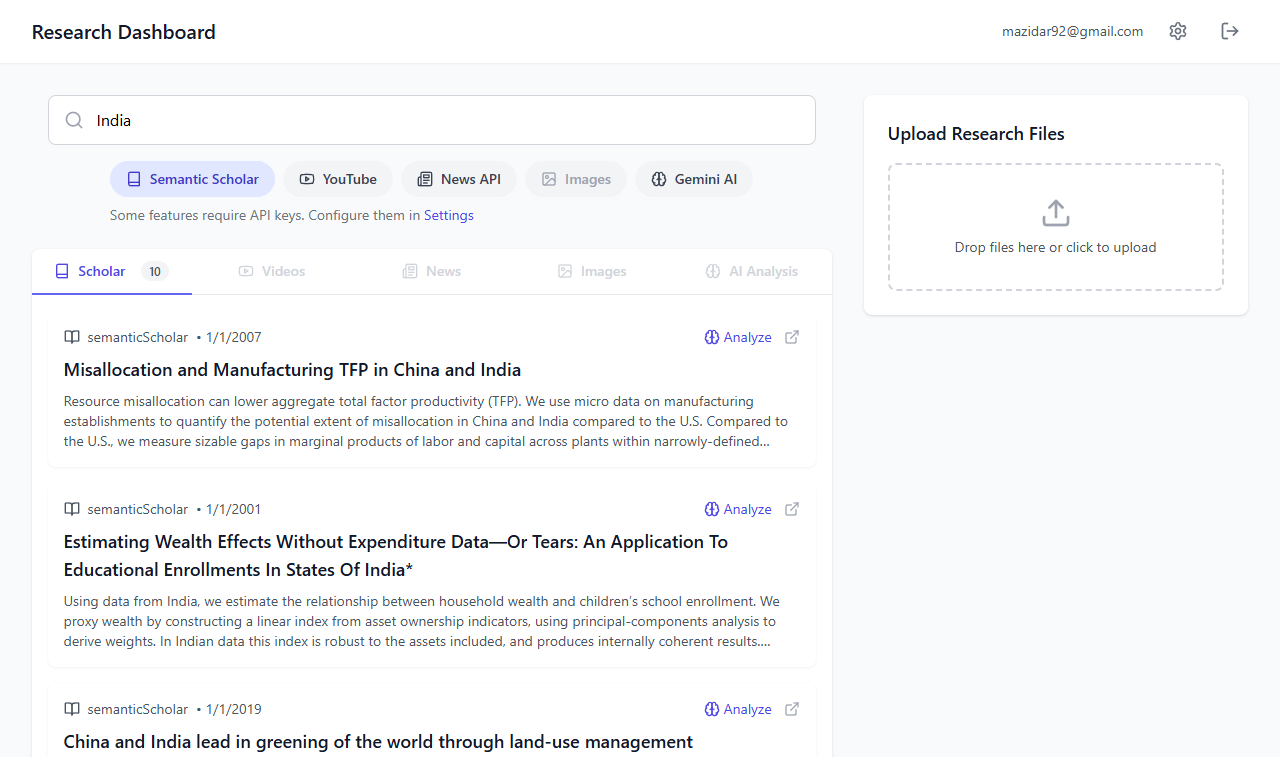 Research Dashboard
mazidar92@gmail.com
India
Semantic Scholar
YouTube
News API
Images
Gemini AI
Some features require API keys. Configure them in Settings
Scholar 10
Videos
News
Images
AI Analysis
semanticScholar • 1/1/2007
Analyze
Misallocation and Manufacturing TFP in China and India
Resource misallocation can lower aggregate total factor productivity (TFP). We use micro data on manufacturing
establishments to quantify the potential extent of misallocation in China and India compared to the U.S. Compared to
the U.S., we measure sizable gaps in marginal products of labor and capital across plants within narrowly-defined...
semanticScholar • 1/1/2001
Analyze
Estimating Wealth Effects Without Expenditure Data—Or Tears: An Application To
Educational Enrollments In States Of India*
Using data from India, we estimate the relationship between household wealth and children’s school enrollment. We
proxy wealth by constructing a linear index from asset ownership indicators, using principal-components analysis to
derive weights. In Indian data this index is robust to the assets included, and produces internally coherent results....
semanticScholar • 1/1/2019
Analyze
China and India lead in greening of the world through land-use management
Upload Research Files
Drop files here or click to upload